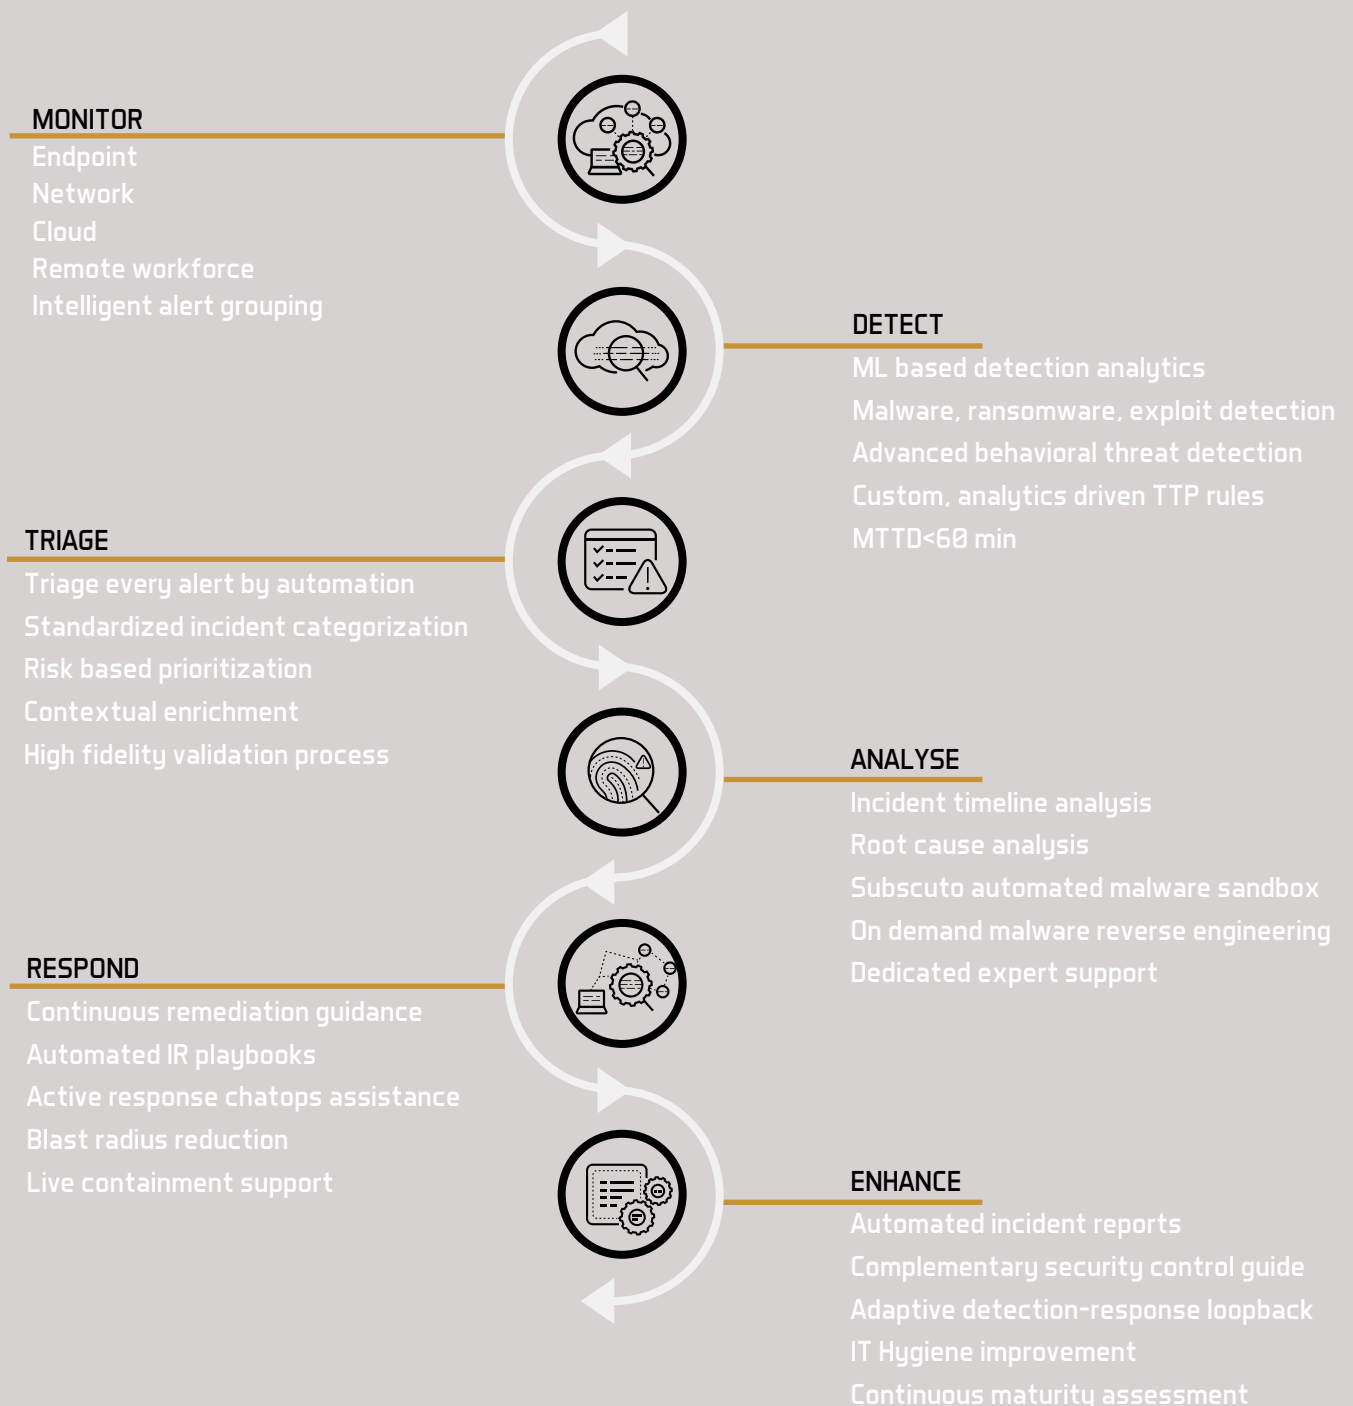 MONITOR
Endpoint
Network
Cloud
Remote workforce
Intelligent alert grouping
DETECT
ML based detection analytics
Malware, ransomware, exploit detection
Advanced behavioral threat detection
Custom, analytics driven TTP rules
MTTD<60 min
TRIAGE
Triage every alert by automation
Standardized incident categorization
Risk based prioritization
Contextual enrichment
High fidelity validation process
ANALYSE
Incident timeline analysis
Root cause analysis
Subscuto automated malware sandbox
On demand malware reverse engineering
Dedicated expert support
RESPOND
Continuous remediation guidance
Automated IR playbooks
Active response chatops assistance
Blast radius reduction
Live containment support
ENHANCE
Automated incident reports
Complementary security control guide
Adaptive detection-response loopback
IT Hygiene improvement
Continuous maturity assessment